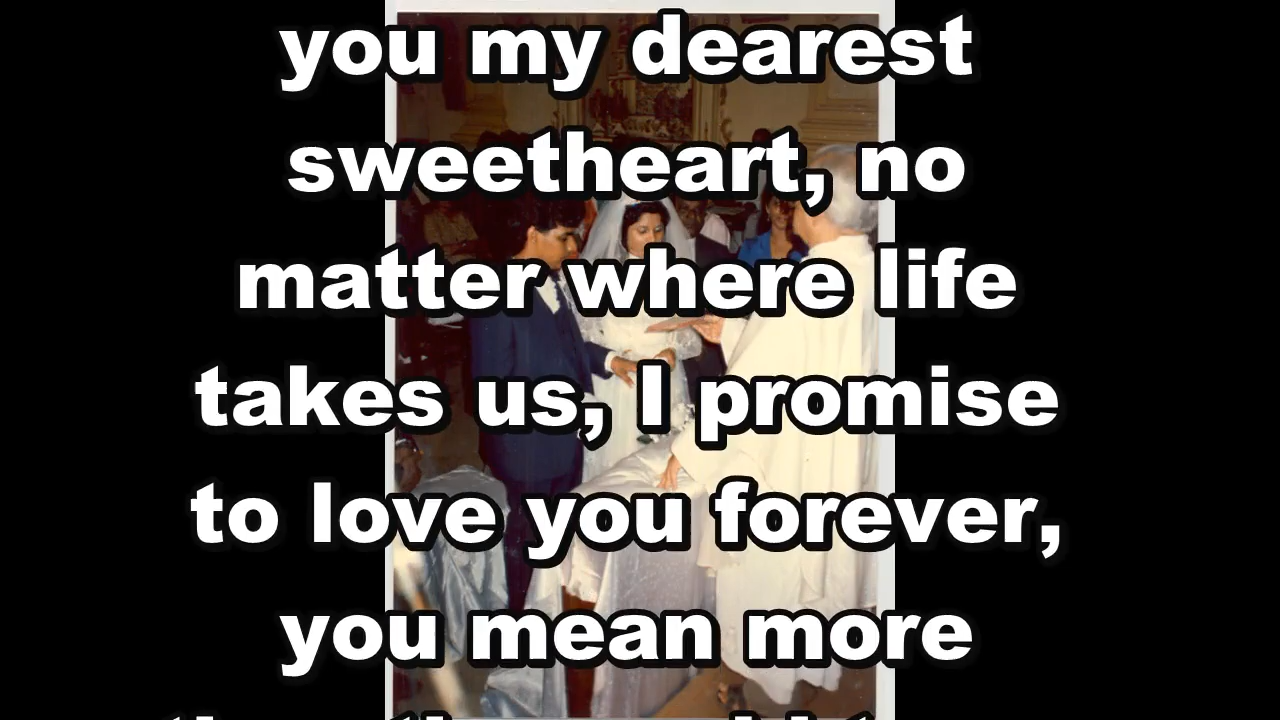 you my dearest
sweetheart, no
matter where life
takes us, I promise
to love you forever,
you mean more